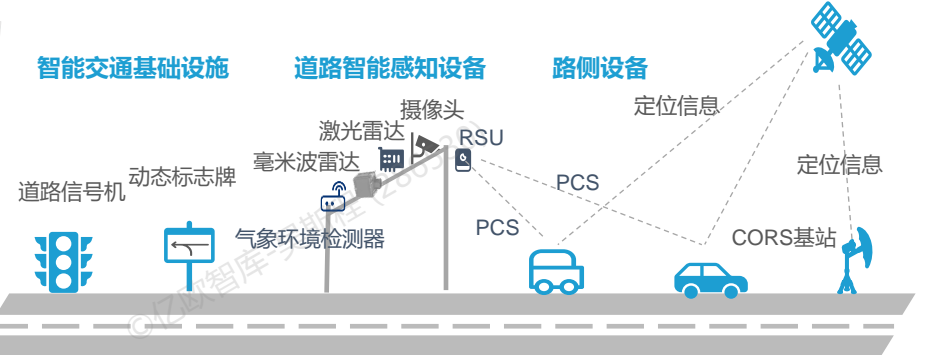 智能交通基础设施
道路智能感知设备
路侧设备
摄像头
定位信息
激光雷达
RSU
毫米波雷达
定位信息
动态标志牌
道路信号机
PCS
PCS
气象环境检测器
CORS基站